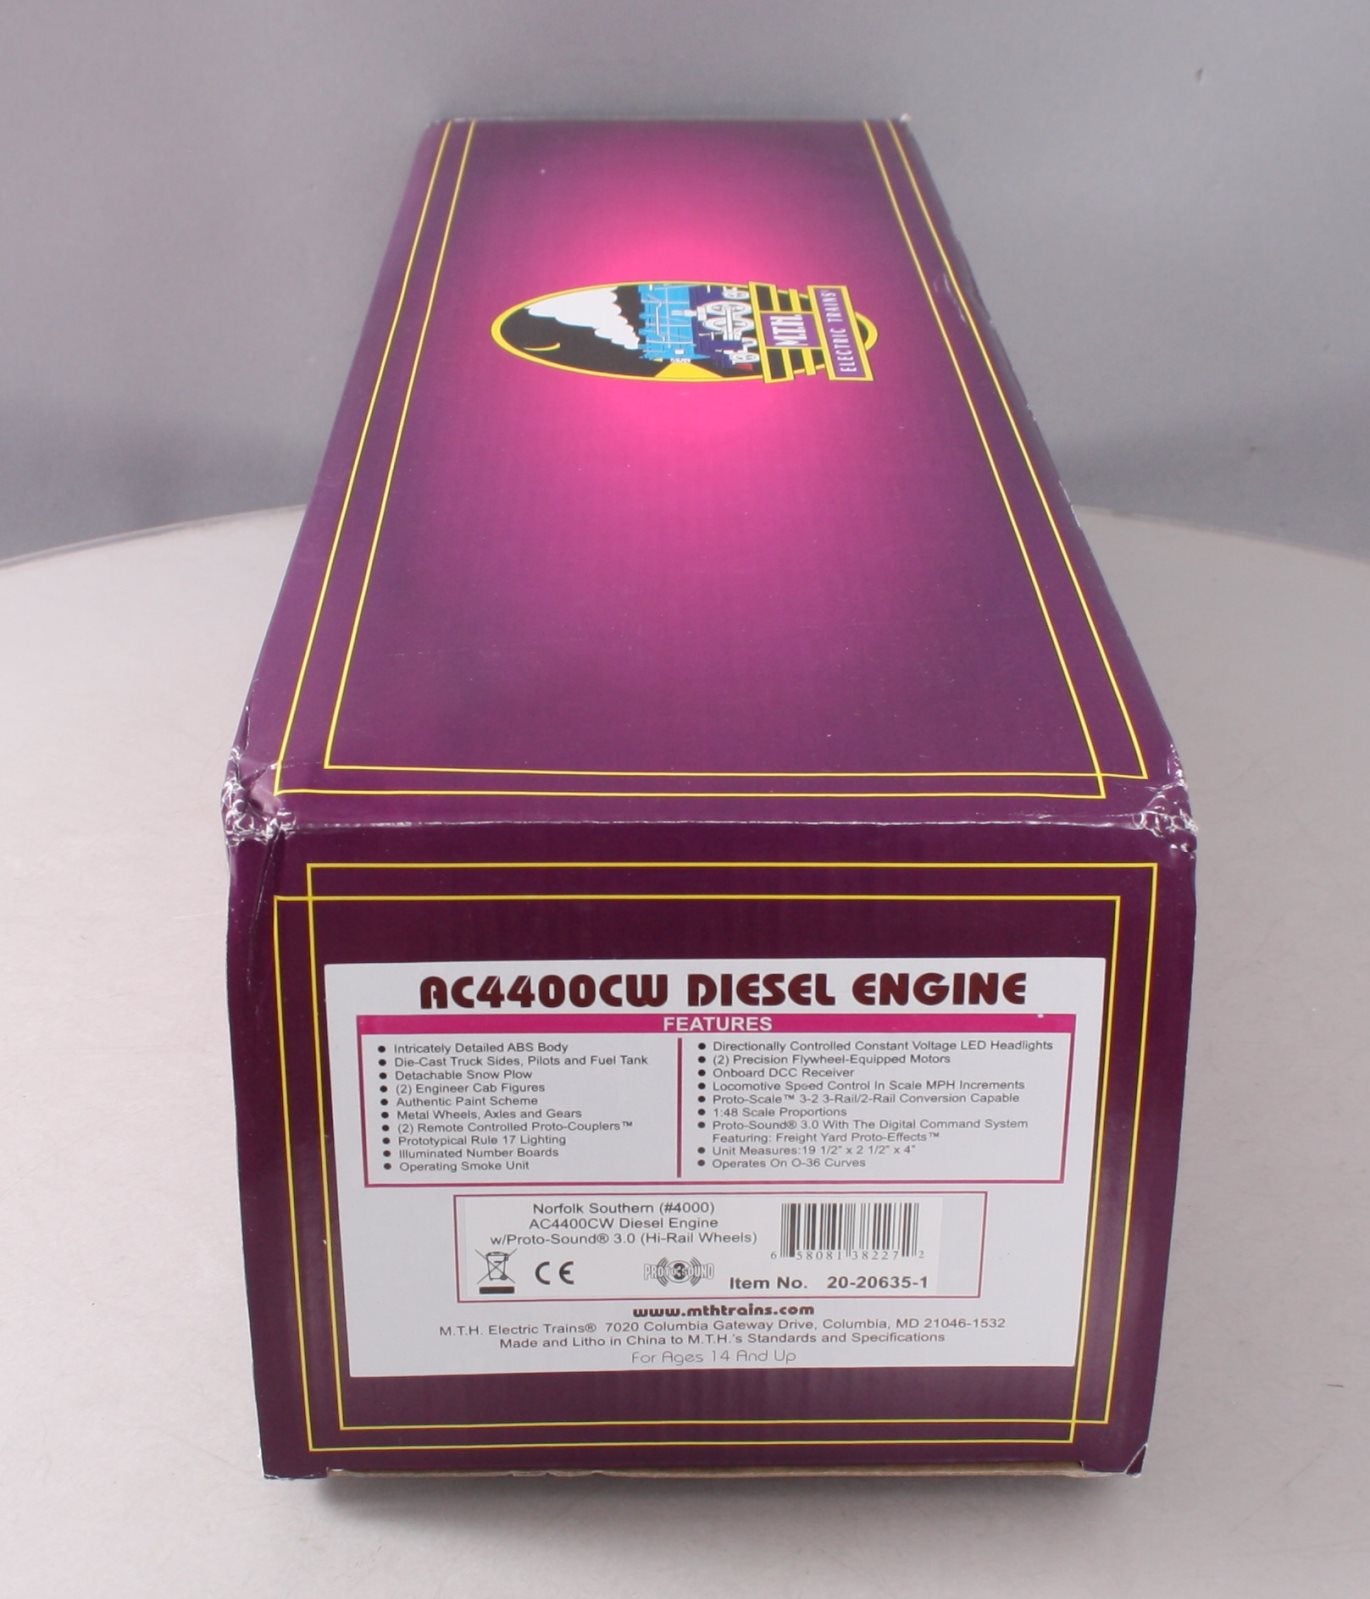 M.T.H.
ELECTRIC TRAINS
AC4400CW DIESEL ENGINE
FEATURES
● Intricately Detailed ABS Body
● Die-Cast Truck Sides, Pilots and Fuel Tank
● Detachable Snow Plow
● (2) Engineer Cab Figures
● Authentic Paint Scheme
● Metal Wheels, Axles and Gears
● (2) Remote Controlled Proto-Couplers™
● Prototypical Rule 17 Lighting
● Illuminated Number Boards
● Operating Smoke Unit
● Directionally Controlled Constant Voltage LED Headlights
● (2) Precision Flywheel-Equipped Motors
● Onboard DCC Receiver
● Locomotive Speed Control In Scale MPH Increments
● Proto-Scale™ 3-2 3-Rail/2-Rail Conversion Capable
● 1:48 Scale Proportions
● Proto-Sound® 3.0 With The Digital Command System
Featuring: Freight Yard Proto-Effects™
● Unit Measures:19 1/2" x 2 1/2" x 4"
● Operates On O-36 Curves
Norfolk Southern (#4000)
AC4400CW Diesel Engine
w/Proto-Sound® 3.0 (Hi-Rail Wheels)
6 58081 38227 2
CE
PROTO 3 SOUND
Item No. 20-20635-1
www.mthtrains.com
M.T.H. Electric Trains® 7020 Columbia Gateway Drive, Columbia, MD 21046-1532
Made and Litho in China to M.T.H.'s Standards and Specifications
For Ages 14 And Up